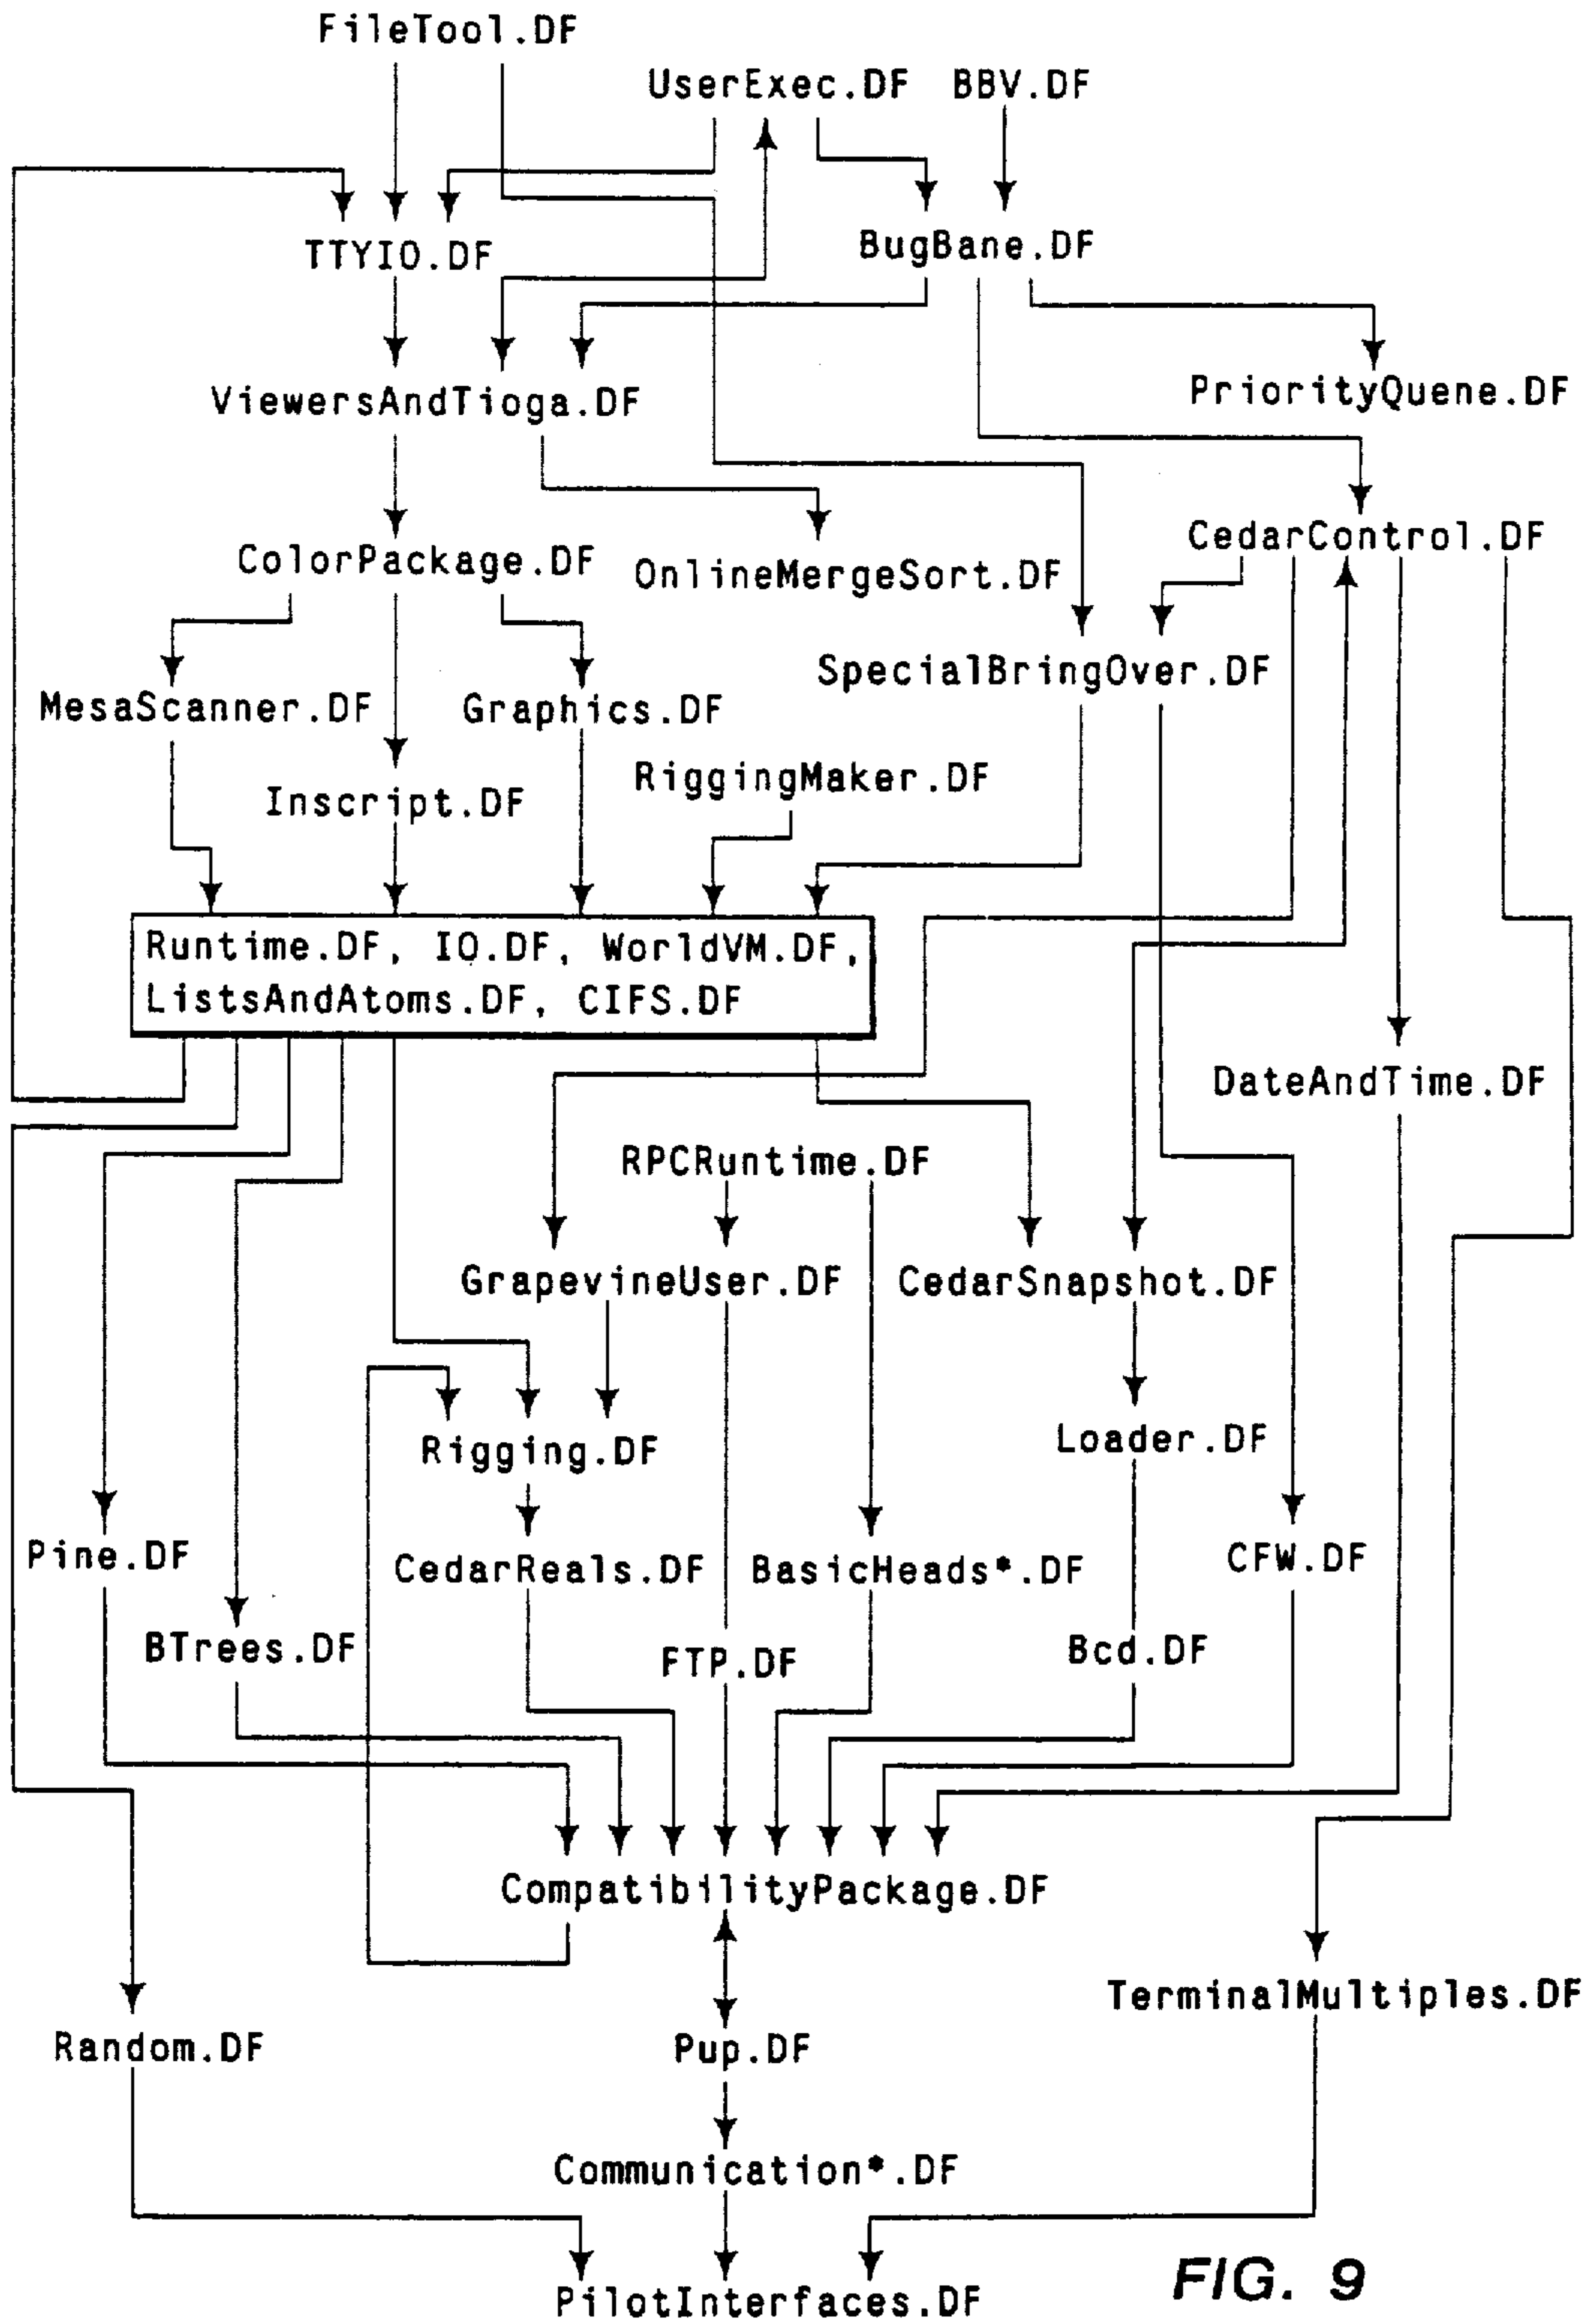 FileTool.DF
UserExec.DF
BBV.DF
TTYIO.DF
BugBane.DF
ViewersAndTioga.DF
PriorityQuene.DF
ColorPackage.DF
OnlineMergeSort.DF
CedarControl.DF
SpecialBringOver.DF
MesaScanner.DF
Graphics.DF
RiggingMaker.DF
Inscript.DF
Runtime.DF, IO.DF, WorldVM.DF,
ListsAndAtoms.DF, CIFS.DF
DateAndTime.DF
RPCRuntime.DF
GrapevineUser.DF
CedarSnapshot.DF
Rigging.DF
Loader.DF
Pine.DF
CedarReals.DF
BasicHeads*.DF
CFW.DF
BTrees.DF
FTP.DF
Bcd.DF
CompatibilityPackage.DF
TerminalMultiples.DF
Random.DF
Pup.DF
Communication*.DF
PilotInterfaces.DF
FIG. 9